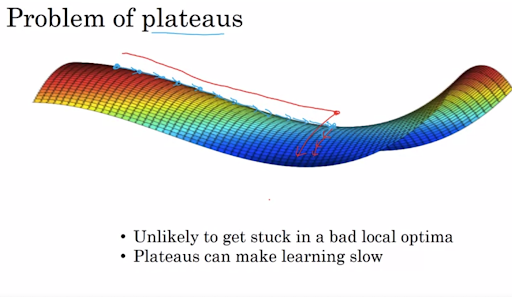 Problem of plateaus
• Unlikely to get stuck in a bad local optima
• Plateaus can make learning slow